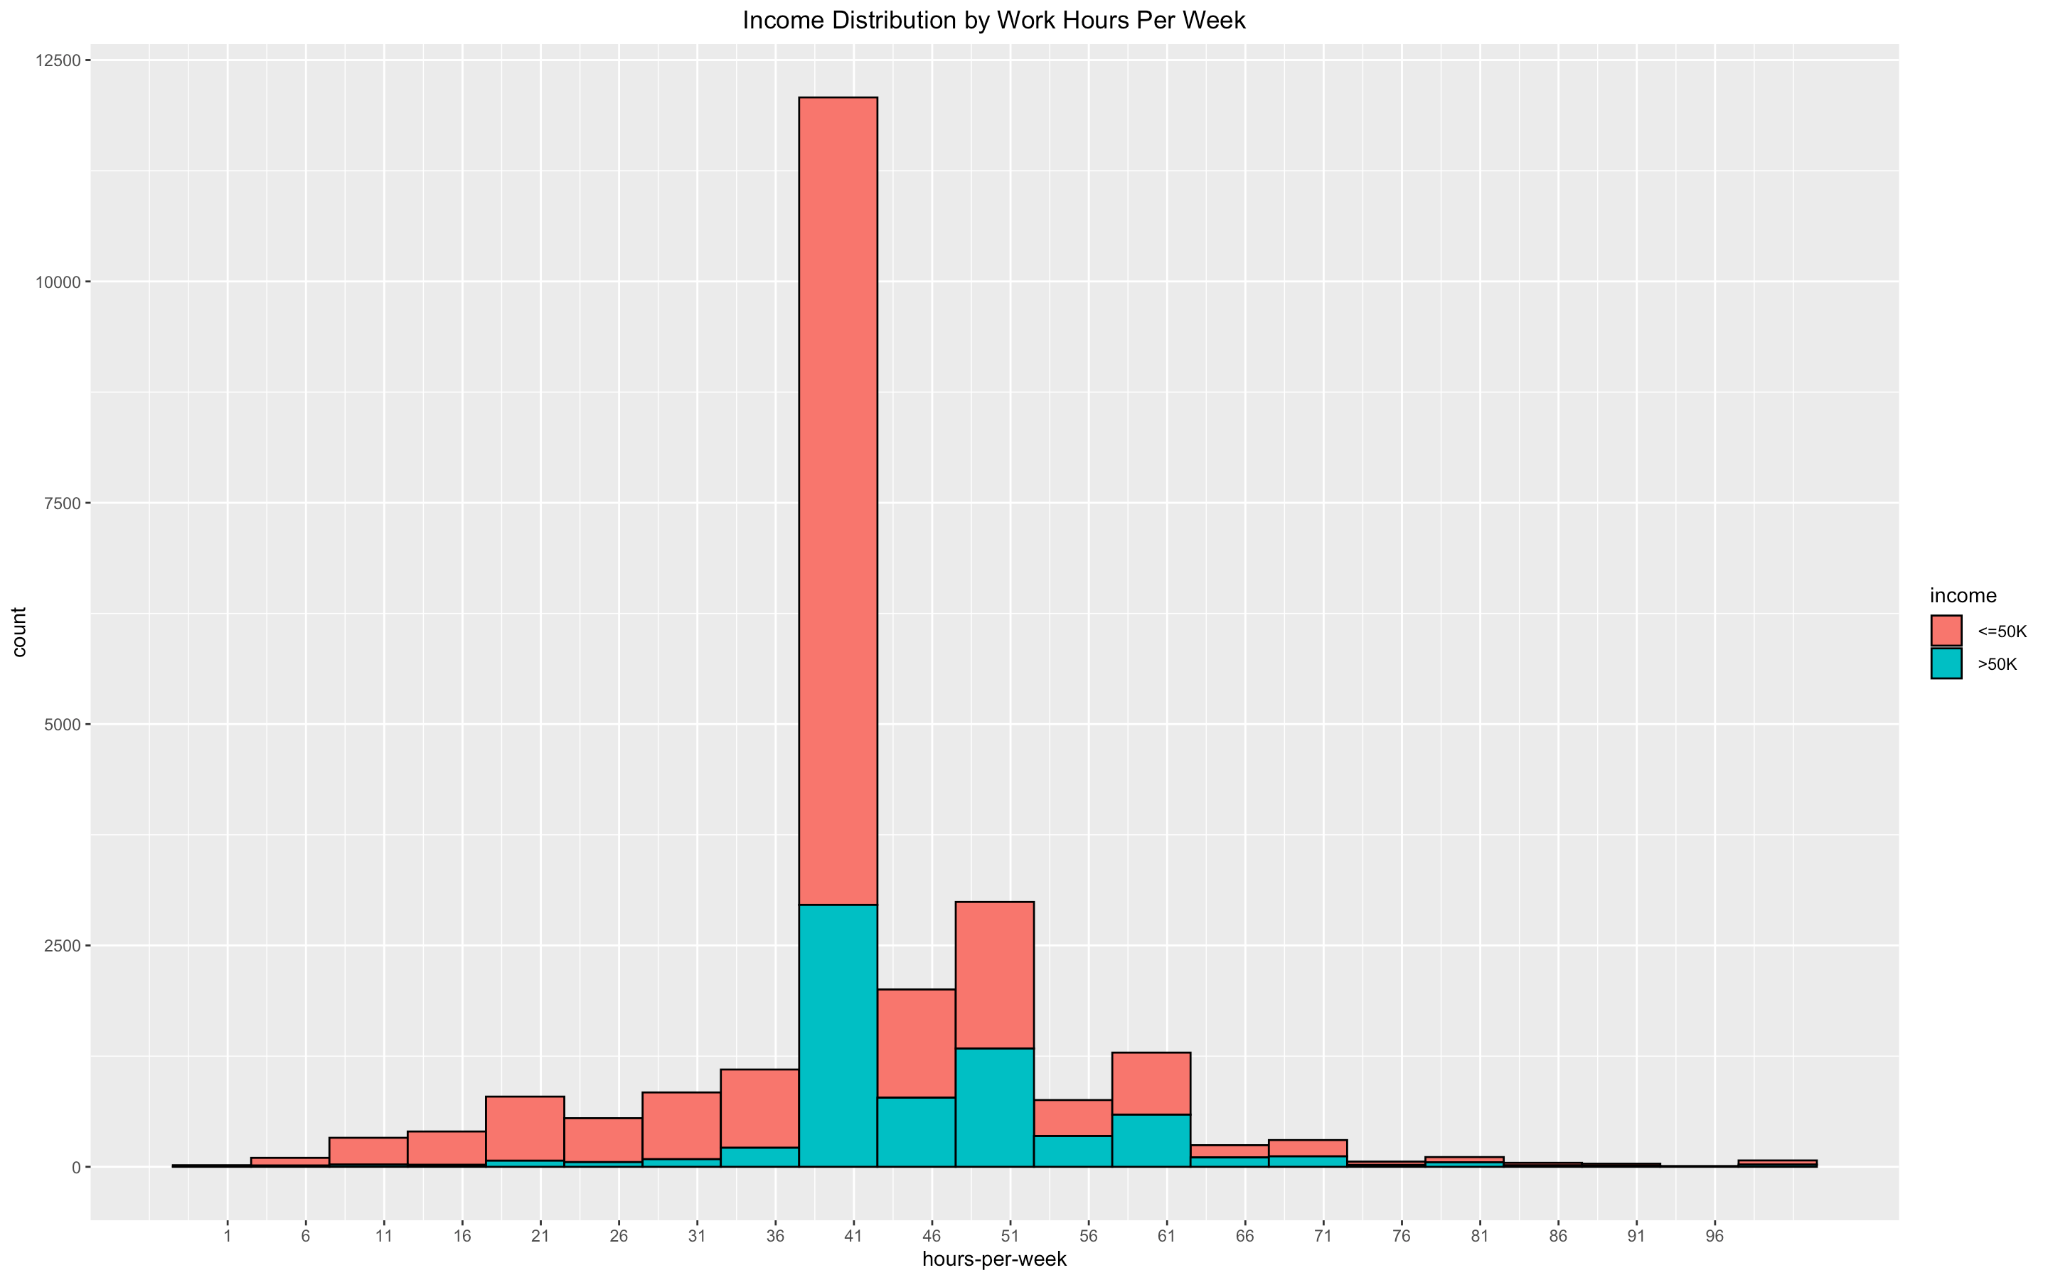 Income Distribution by Work Hours Per Week
12500
10000
7500
5000
2500
0
count
1 6 11 16 21 26 31 36 41 46 51 56 61 66 71 76 81 86 91 96
hours-per-week
income
<=50K
>50K